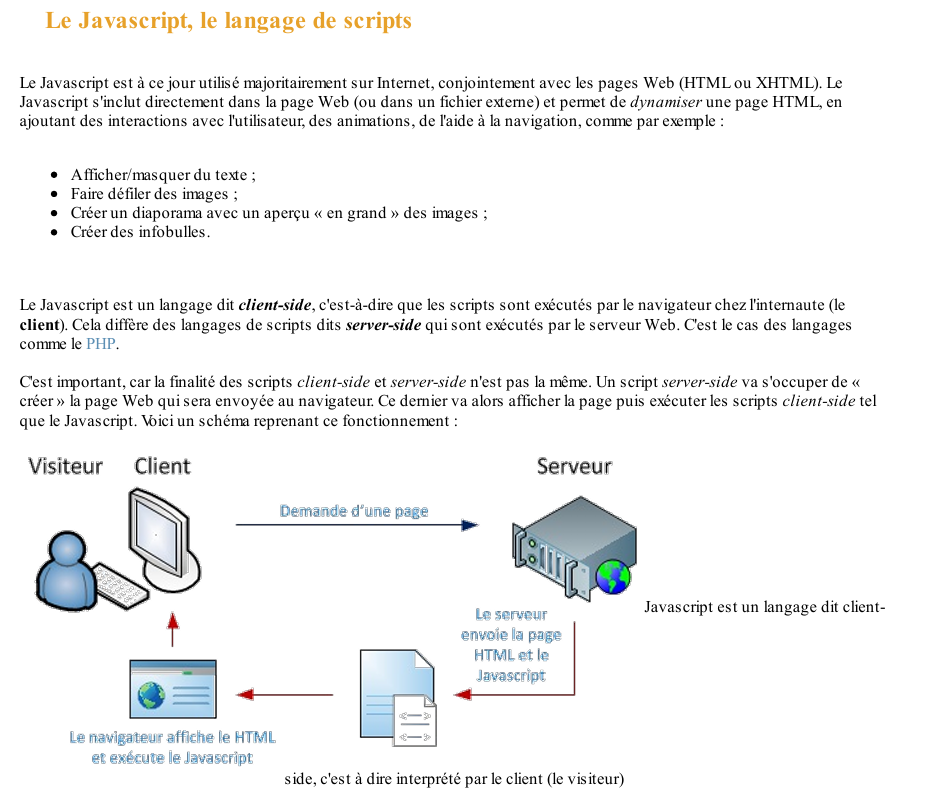 Le Javascript, le langage de scripts
Le Javascript est à ce jour utilisé majoritairement sur Internet, conjointement avec les pages Web (HTML ou XHTML). Le
Javascript s'inclut directement dans la page Web (ou dans un fichier externe) et permet de dynamiser une page HTML, en
ajoutant des interactions avec l'utilisateur, des animations, de l'aide à la navigation, comme par exemple :
• Afficher/masquer du texte ;
• Faire défiler des images ;
• Créer un diaporama avec un aperçu « en grand » des images ;
• Créer des infobulles.
Le Javascript est un langage dit client-side, c'est-à-dire que les scripts sont exécutés par le navigateur chez l'internaute (le
client). Cela diffère des langages de scripts dits server-side qui sont exécutés par le serveur Web. C'est le cas des langages
comme le PHP.
C'est important, car la finalité des scripts client-side et server-side n'est pas la même. Un script server-side va s'occuper de «
créer » la page Web qui sera envoyée au navigateur. Ce dernier va alors afficher la page puis exécuter les scripts client-side tel
que le Javascript. Voici un schéma reprenant ce fonctionnement :
Visiteur Client
Serveur
Demande d'une page
Le serveur
envoie la page
HTML et le
Javascript
Le navigateur affiche le HTML
et exécute le Javascript
Javascript est un langage dit client-
side, c'est à dire interprété par le client (le visiteur)